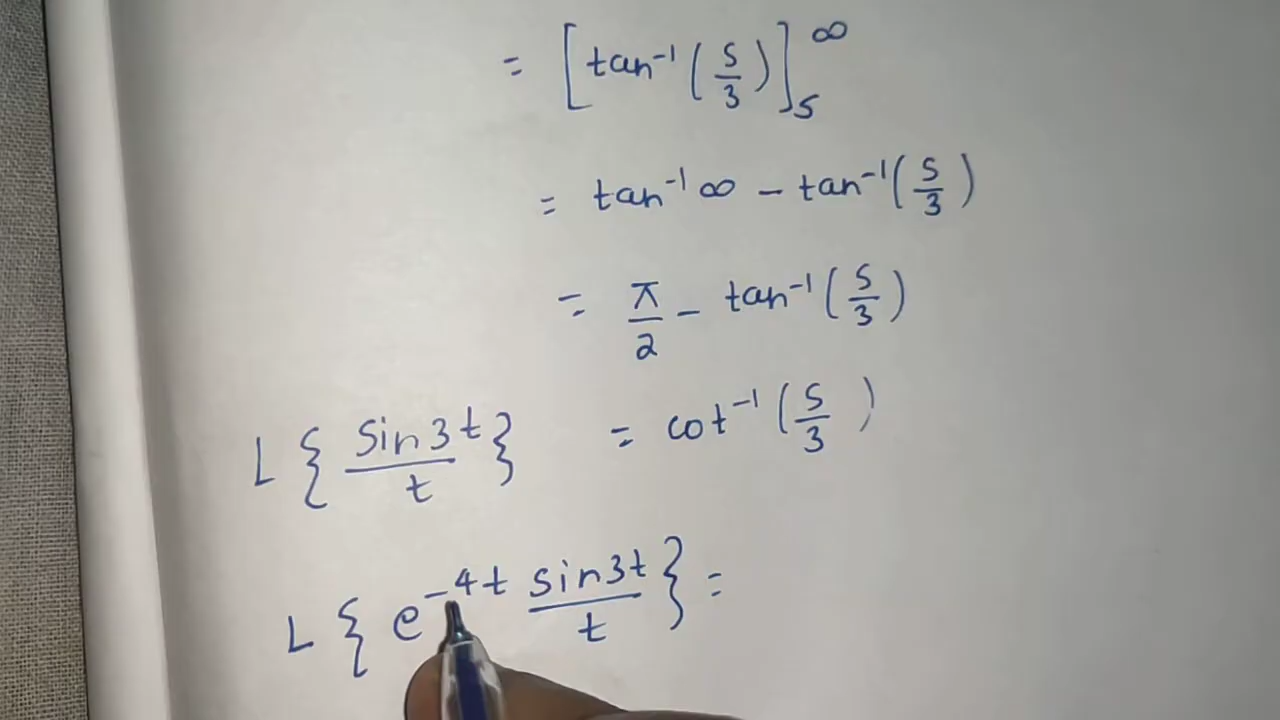 = [tan⁻¹(s/3)]ₛ^∞
= tan⁻¹∞ − tan⁻¹(s/3)
= π/2 − tan⁻¹(s/3)
L{sin3t/t} = cot⁻¹(s/3)
L{e⁻⁴ᵗ sin3t/t} =